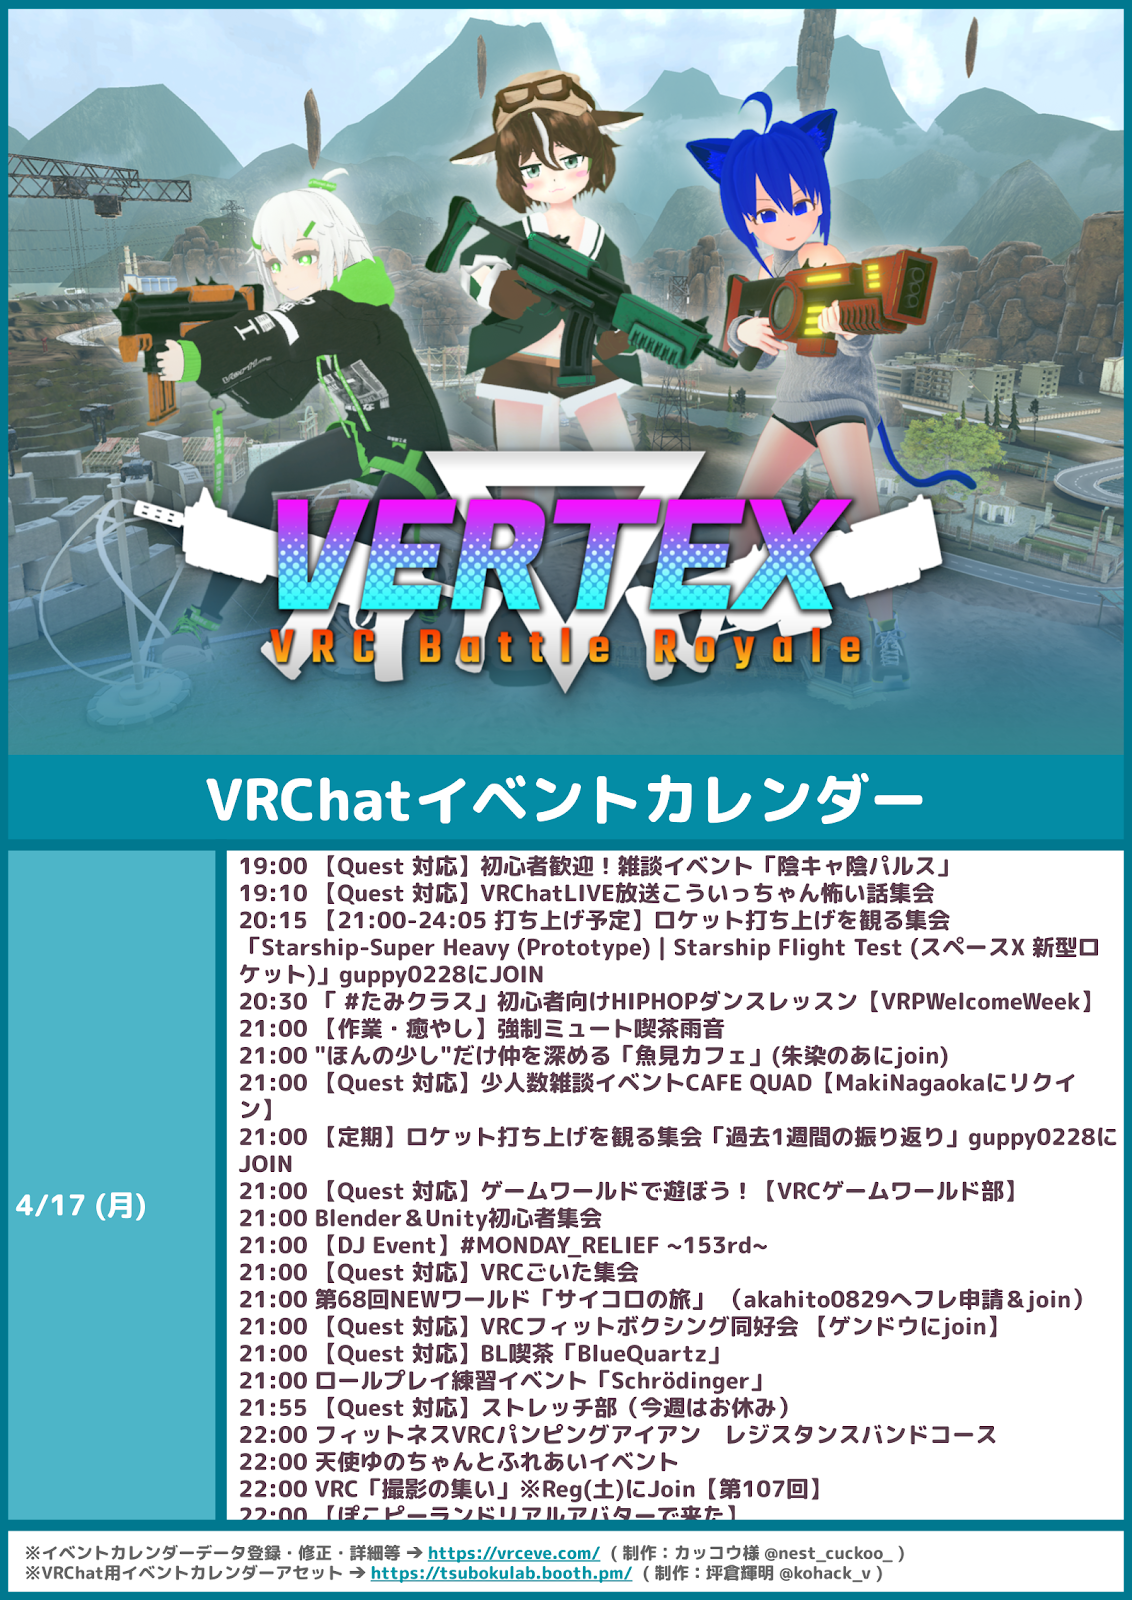 VERTEX
VRC Battle Royale
VRChatイベントカレンダー
4/17 (月)
19:00 【Quest 対応】初心者歓迎！雑談イベント「陰キャ陰パルス」
19:10 【Quest 対応】VRChatLIVE放送こういっちゃん怖い話集会
20:15 【21:00-24:05 打ち上げ予定】ロケット打ち上げを観る集会
「Starship-Super Heavy (Prototype) | Starship Flight Test (スペースX 新型ロ
ケット)」guppy0228にJOIN
20:30 「 #たみクラス」初心者向けHIPHOPダンスレッスン【VRPWelcomeWeek】
21:00 【作業・癒やし】強制ミュート喫茶雨音
21:00 "ほんの少し"だけ仲を深める「魚見カフェ」(朱染のあにjoin)
21:00 【Quest 対応】少人数雑談イベントCAFE QUAD【MakiNagaokaにリクイ
ン】
21:00 【定期】ロケット打ち上げを観る集会「過去1週間の振り返り」guppy0228に
JOIN
21:00 【Quest 対応】ゲームワールドで遊ぼう！【VRCゲームワールド部】
21:00 Blender＆Unity初心者集会
21:00 【DJ Event】#MONDAY_RELIEF ~153rd~
21:00 【Quest 対応】VRCごいた集会
21:00 第68回NEWワールド「サイコロの旅」 （akahito0829へフレ申請＆join）
21:00 【Quest 対応】VRCフィットボクシング同好会 【ゲンドウにjoin】
21:00 【Quest 対応】BL喫茶「BlueQuartz」
21:00 ロールプレイ練習イベント「Schrödinger」
21:55 【Quest 対応】ストレッチ部（今週はお休み）
22:00 フィットネスVRCパンピングアイアン　レジスタンスバンドコース
22:00 天使ゆのちゃんとふれあいイベント
22:00 VRC「撮影の集い」※Reg(土)にJoin【第107回】
22:00 【ぽこピーランドリアルアバターで来た】
※イベントカレンダーデータ登録・修正・詳細等 ➔ https://vrceve.com/ ( 制作：カッコウ様 @nest_cuckoo_ )
※VRChat用イベントカレンダーアセット ➔ https://tsubokulab.booth.pm/ ( 制作：坪倉輝明 @kohack_v )